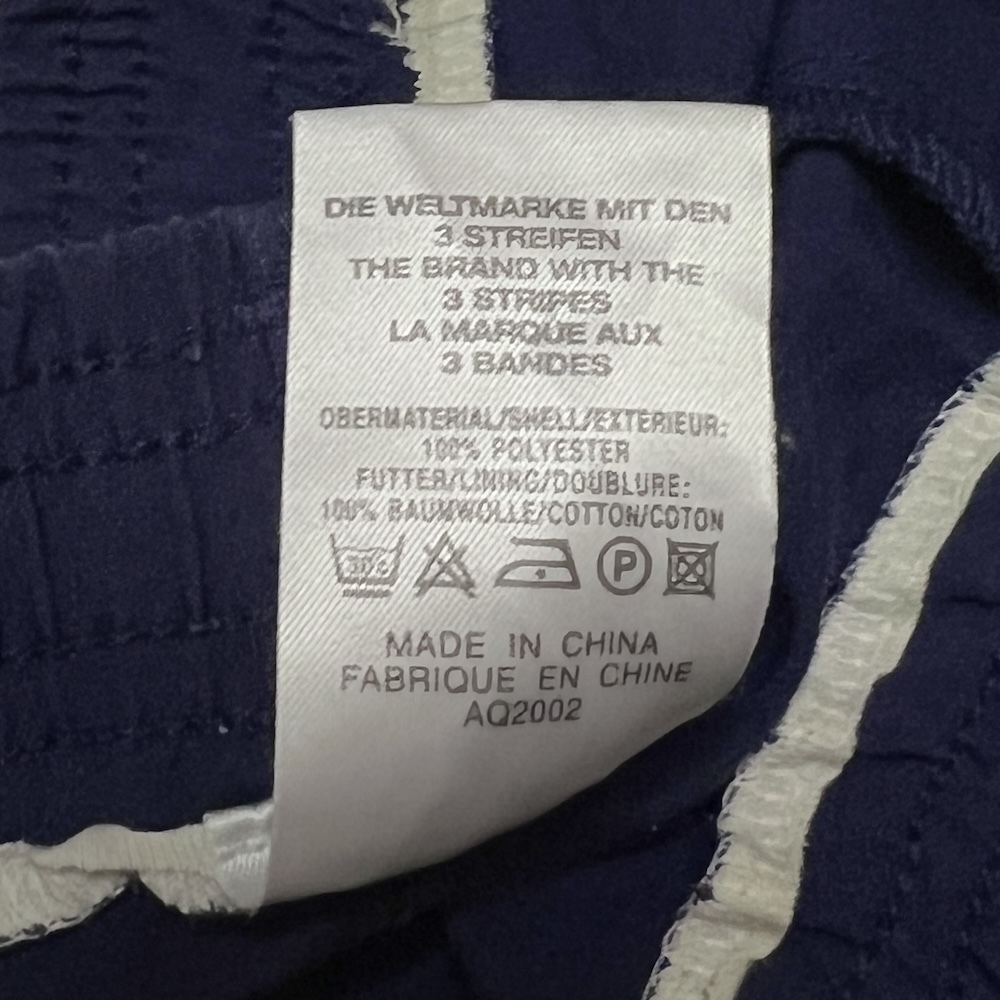 DIE WELTMARKE MIT DEN
3 STREIFEN
THE BRAND WITH THE
3 STRIPES
LA MARQUE AUX
3 BANDES
OBERMATERIAL/SHELL/EXTERIEUR:
100% POLYESTER
FUTTER/LINING/DOUBLURE:
100% BAUMWOLLE/COTTON/COTON
30c P
MADE IN CHINA
FABRIQUE EN CHINE
AQ2002